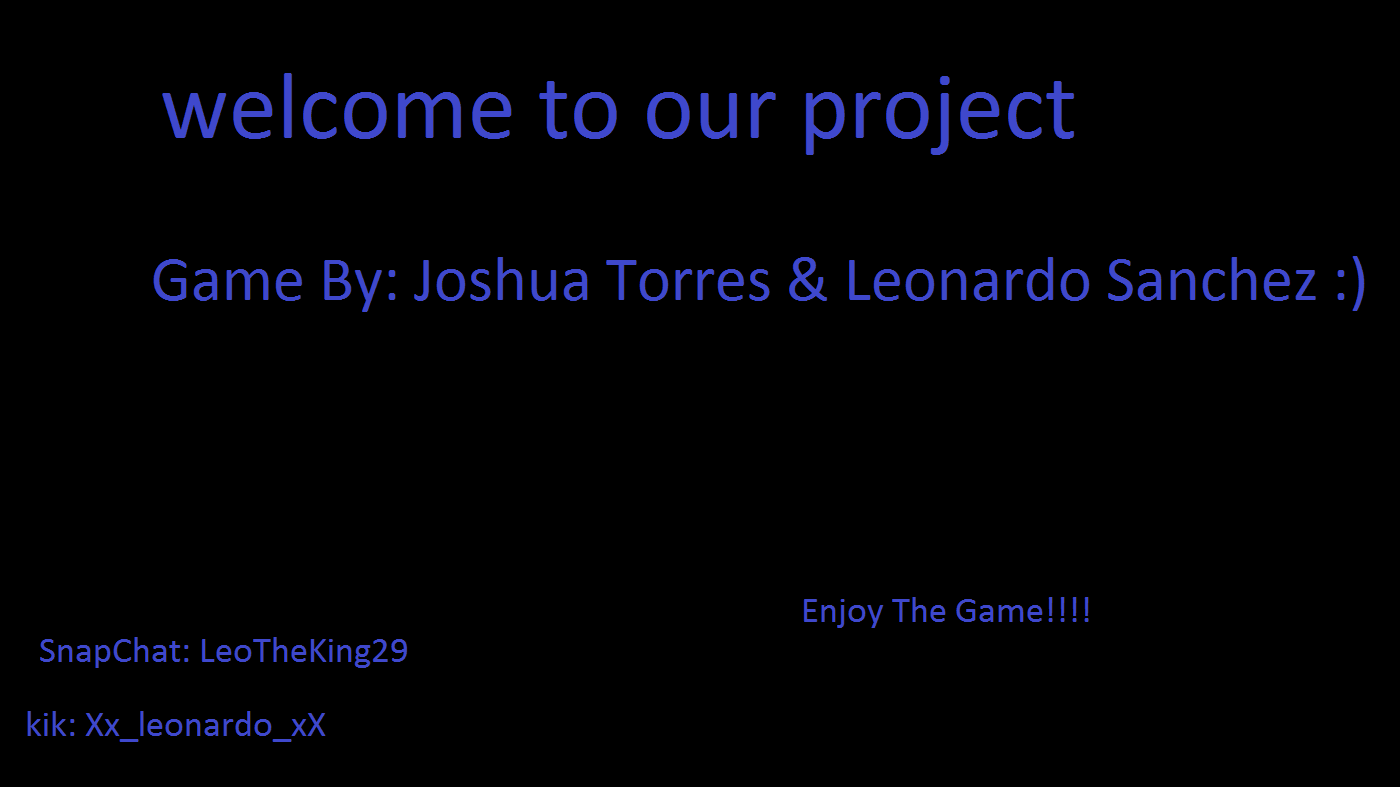 welcome to our project
Game By: Joshua Torres & Leonardo Sanchez :)
Enjoy The Game!!!!
SnapChat: LeoTheKing29
kik: Xx_leonardo_xX